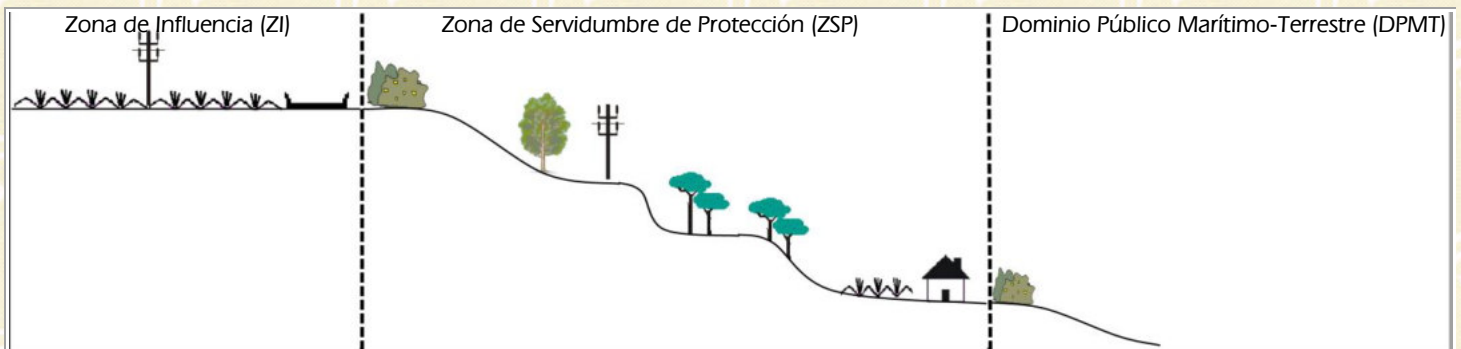 Zona de Influencia (ZI)
Zona de Servidumbre de Protección (ZSP)
Dominio Público Marítimo-Terrestre (DPMT)